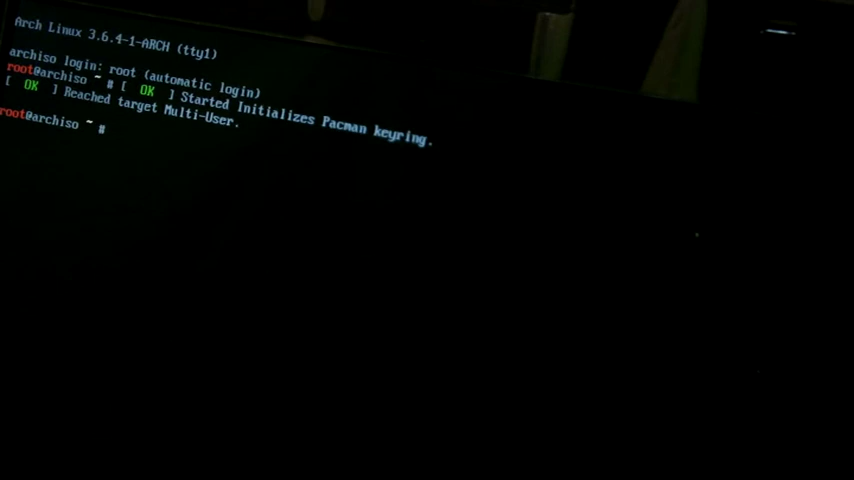 Arch Linux 3.6.4-1-ARCH (tty1)
archiso login: root (automatic login)
root@archiso ~ # [  OK  ] Started Initializes Pacman keyring.
[  OK  ] Reached target Multi-User.
root@archiso ~ #